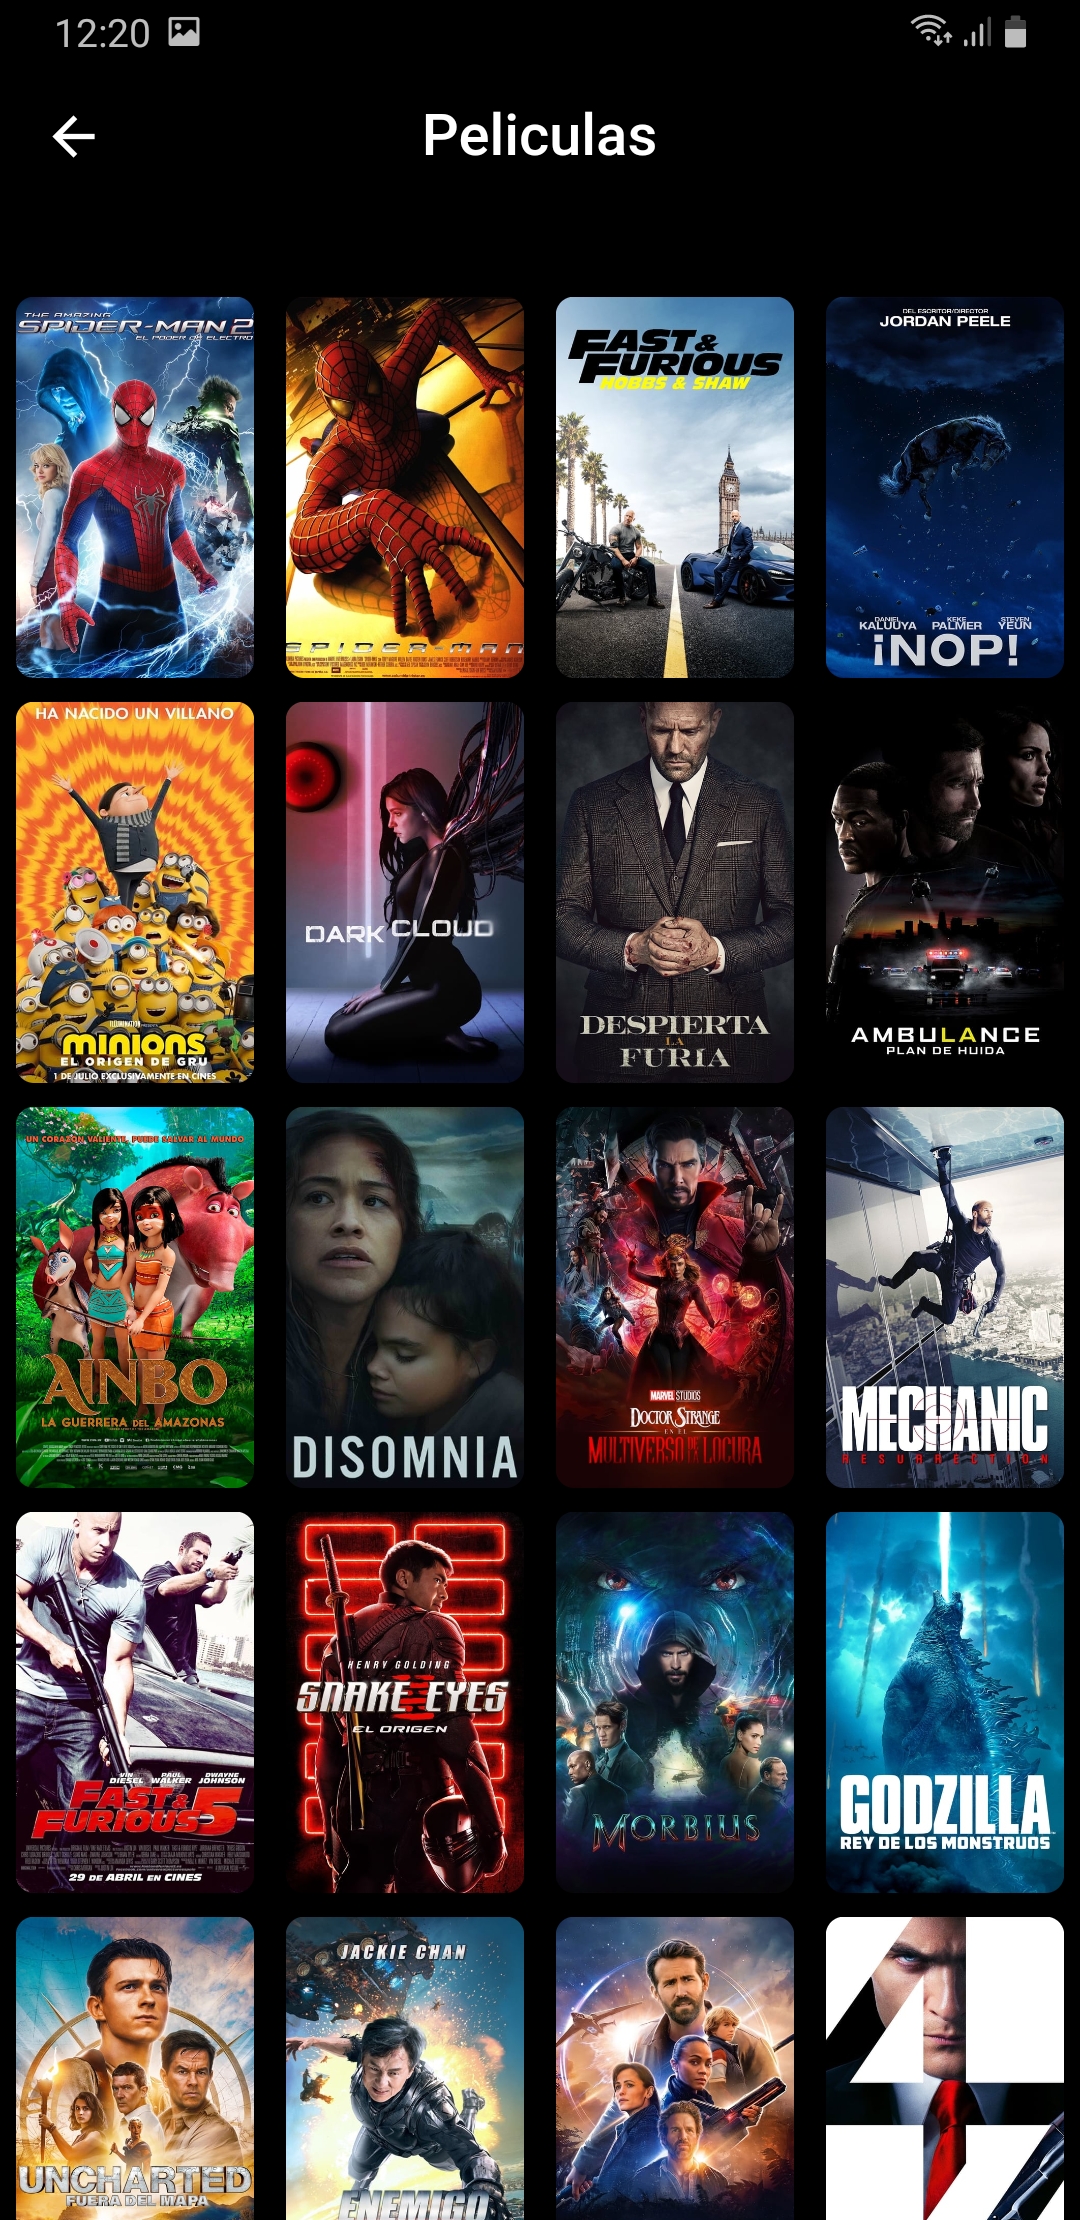 12:20
Peliculas
THE AMAZING
SPIDER-MAN 2
EL PODER DE ELECTRO
SPIDER-MAN
FAST &
FURIOUS
HOBBS & SHAW
DEL ESCRITOR/DIRECTOR
JORDAN PEELE
DANIEL KALUUYA
KEKE PALMER
STEVEN YEUN
¡NOP!
HA NACIDO UN VILLANO
ILLUMINATION
minions
EL ORIGEN DE GRU
1 DE JULIO EXCLUSIVAMENTE EN CINES
DARK CLOUD
DESPIERTA
LA
FURIA
AMBULANCE
PLAN DE HUIDA
UN CORAZÓN VALIENTE, PUEDE SALVAR AL MUNDO
AINBO
LA GUERRERA DEL AMAZONAS
DISOMNIA
MARVEL STUDIOS
DOCTOR STRANGE
EN EL
MULTIVERSO DE LA LOCURA
MECHANIC
RESURRECTION
VIN DIESEL
PAUL WALKER
DWAYNE JOHNSON
FAST &
FURIOUS 5
29 DE ABRIL EN CINES
HENRY GOLDING
SNAKE EYES
EL ORIGEN
MORBIUS
GODZILLA
REY DE LOS MONSTRUOS
UNCHARTED
FUERA DEL MAPA
JACKIE CHAN
ENEMIGO
47